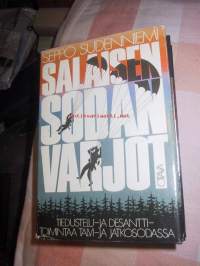 SEPPO SUDENNIEMI
SALAISEN
SODAN
VARJOT
TIEDUSTELU- JA DESANTTI-
TOIMINTAA TALVI- JA JATKOSODASSA
OTAVA